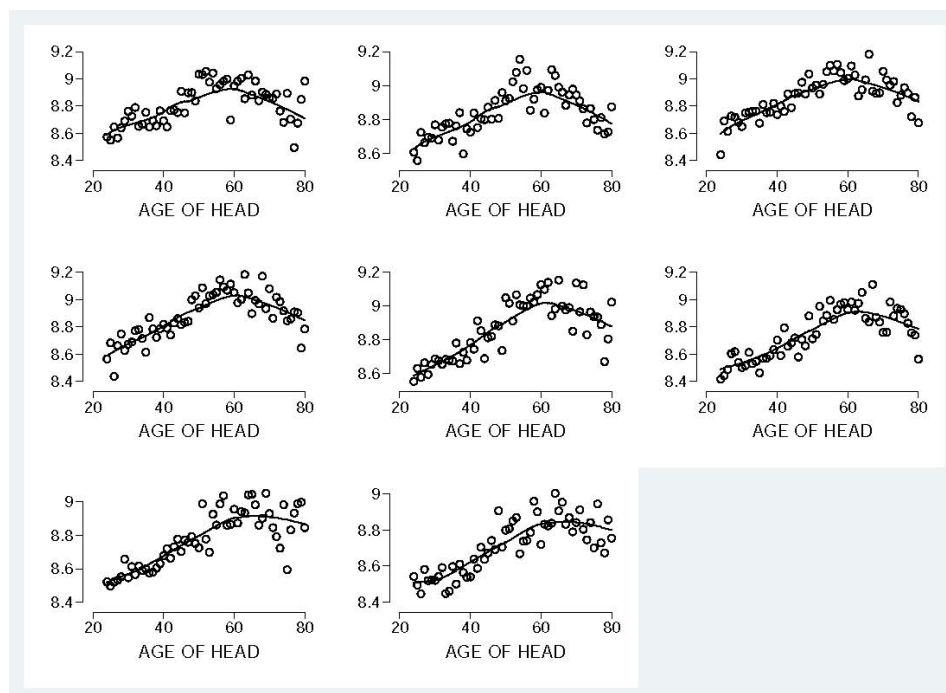 9.2 9.2 9.2
9 9 9
8.8 8.8 8.8
8.6 8.6 8.6
8.4 8.4
20 40 60 80 20 40 60 80 20 40 60 80
AGE OF HEAD AGE OF HEAD AGE OF HEAD
9.2 9.2 9.2
9 9 9
8.8 8.8 8.8
8.6 8.6 8.6
8.4 8.4
20 40 60 80 20 40 60 80 20 40 60 80
AGE OF HEAD AGE OF HEAD AGE OF HEAD
9 9
8.8 8.8
8.6 8.6
8.4 8.4
20 40 60 80 20 40 60 80
AGE OF HEAD AGE OF HEAD